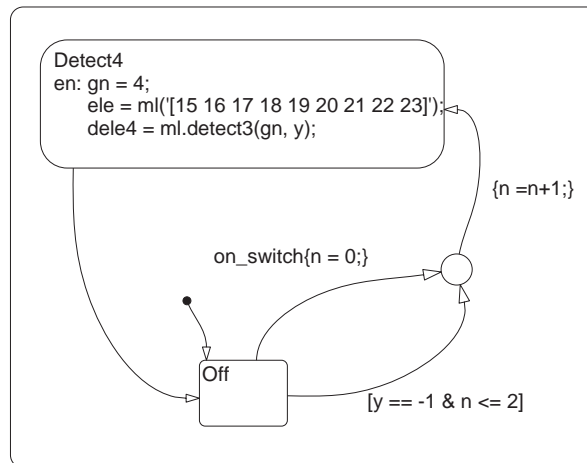 Detect4
en: gn = 4;
ele = ml('[15 16 17 18 19 20 21 22 23]');
dele4 = ml.detect3(gn, y);
{n =n+1;}
on_switch{n = 0;}
Off
[y == -1 & n <= 2]